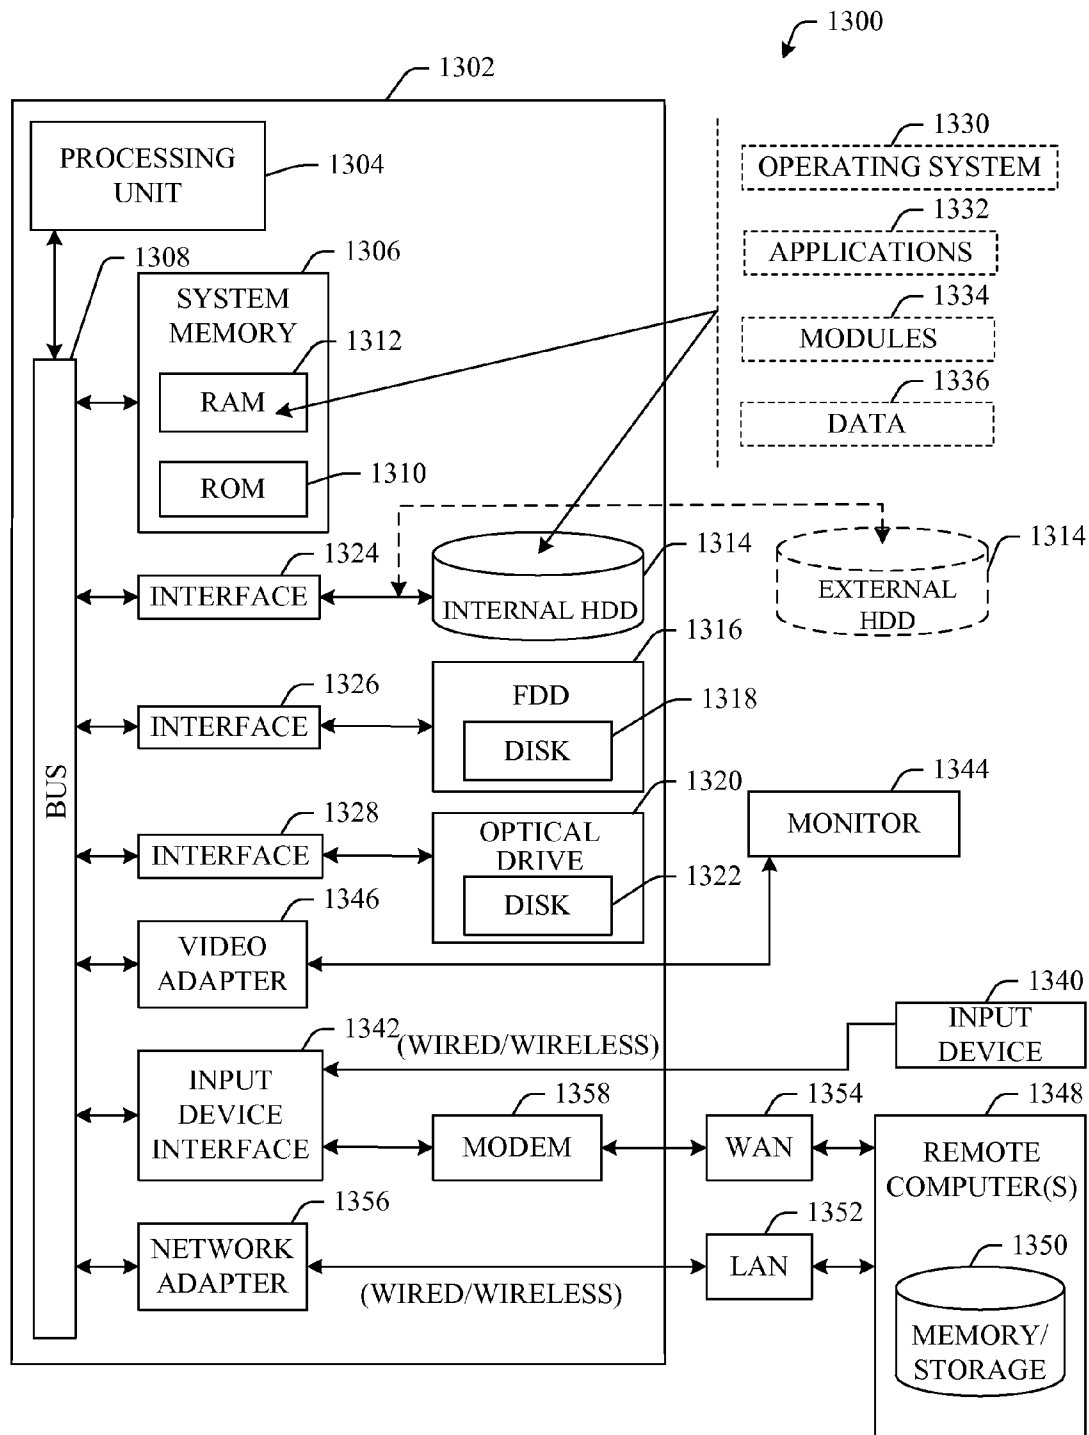 1300
1302
PROCESSING
UNIT
1304
1308
1306
SYSTEM
MEMORY
1312
RAM
1310
ROM
1330
OPERATING SYSTEM
1332
APPLICATIONS
1334
MODULES
1336
DATA
1324
INTERFACE
1314
INTERNAL HDD
1314
EXTERNAL
HDD
1316
FDD
1318
DISK
1326
INTERFACE
BUS
1320
OPTICAL
DRIVE
1322
DISK
1328
INTERFACE
1344
MONITOR
1346
VIDEO
ADAPTER
1340
INPUT
DEVICE
1342
(WIRED/WIRELESS)
INPUT
DEVICE
INTERFACE
1358
MODEM
1354
WAN
1348
REMOTE
COMPUTER(S)
1356
NETWORK
ADAPTER
(WIRED/WIRELESS)
1352
LAN
1350
MEMORY/
STORAGE